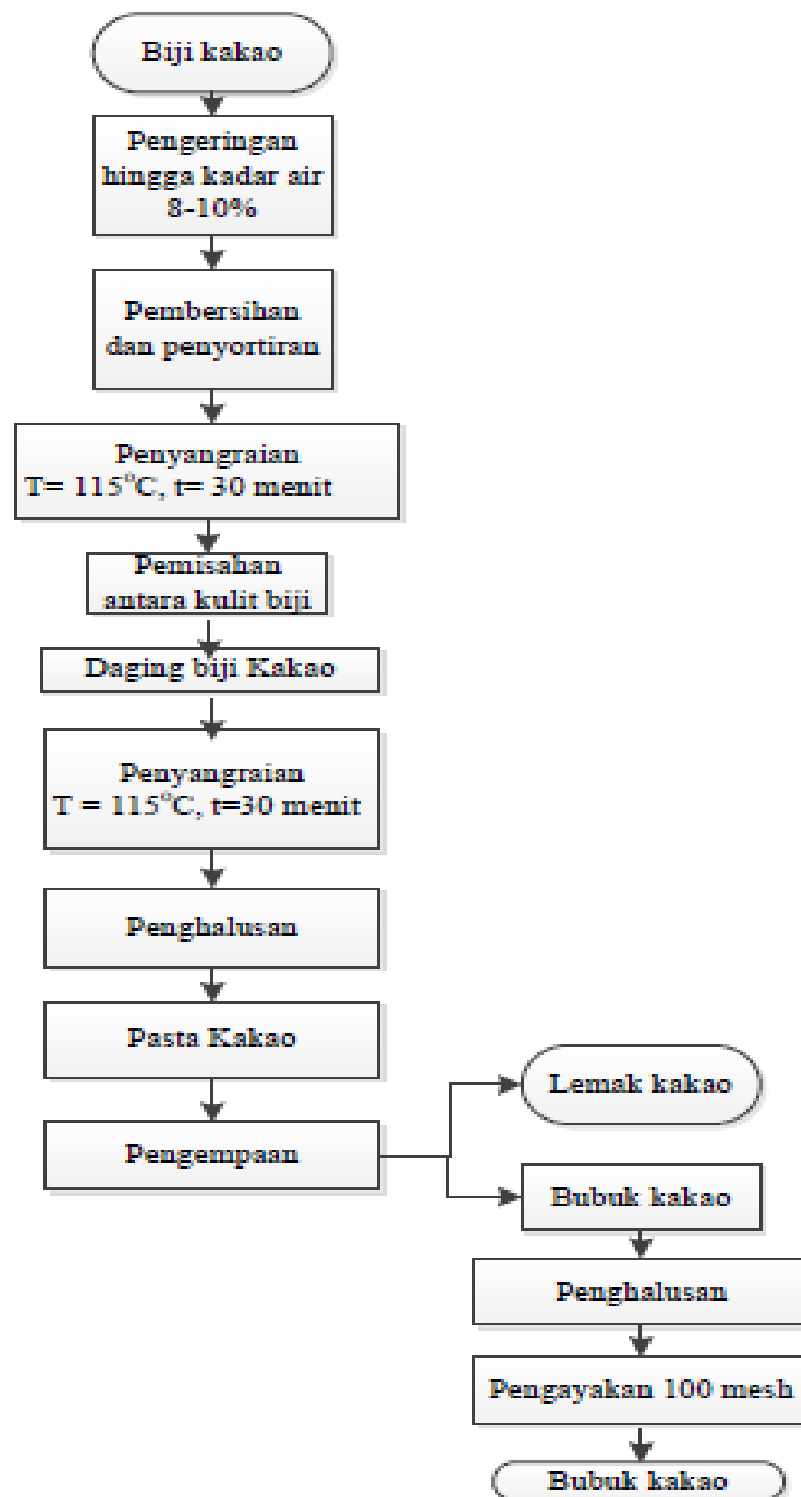 Biji kakao
Pengeringan
hingga kadar air
8-10%
Pembersihan
dan penyortiran
Penyangraian
T= 115°C, t= 30 menit
Pemisahan
antara kulit biji
Daging biji Kakao
Penyangraian
T = 115°C, t=30 menit
Penghalusan
Pasta Kakao
Pengempaan
Lemak kakao
Bubuk kakao
Penghalusan
Pengayakan 100 mesh
Bubuk kakao